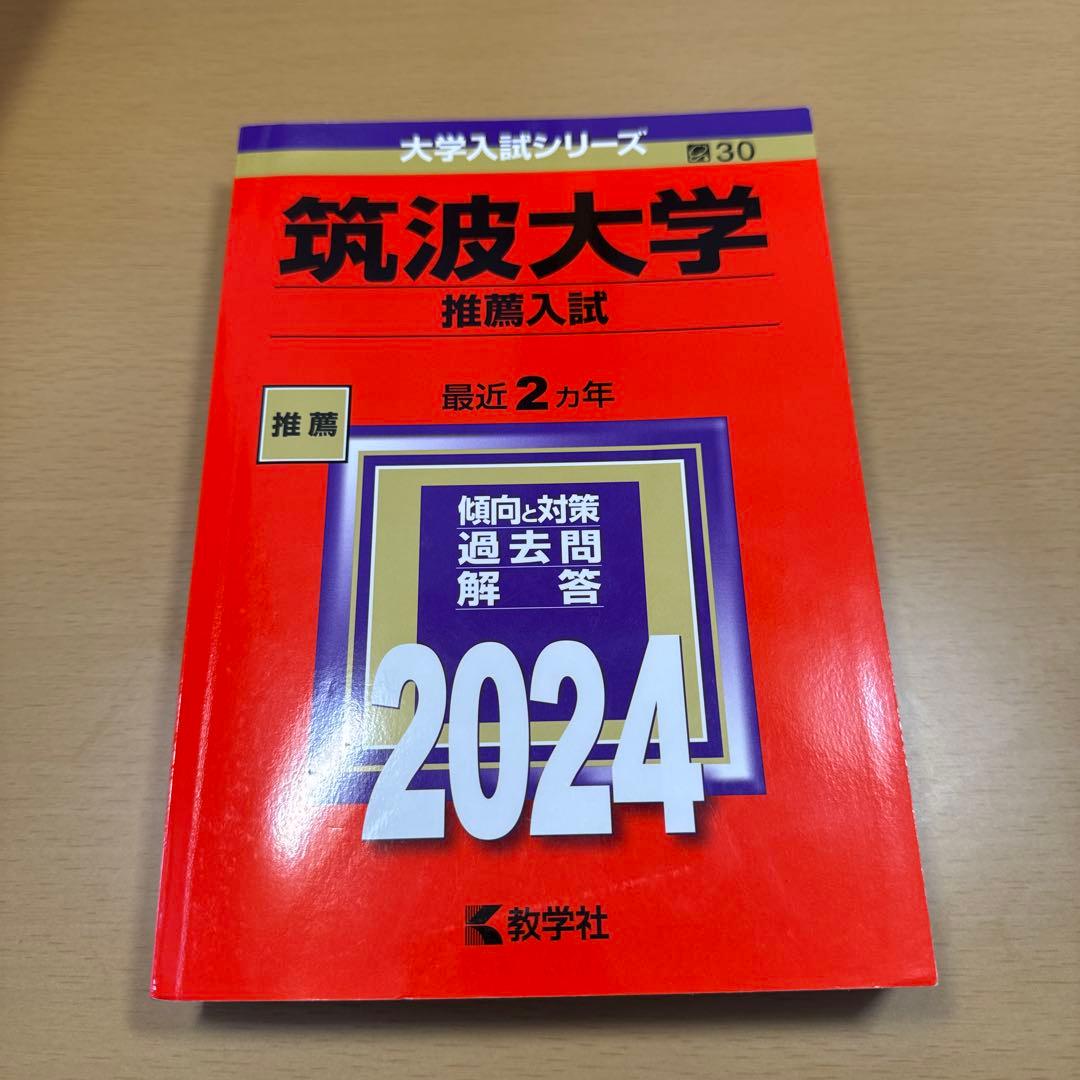 大学入試シリーズ
30
筑波大学
推薦入試
最近2カ年
推薦
傾向と対策
過去問
解答
2024
教学社